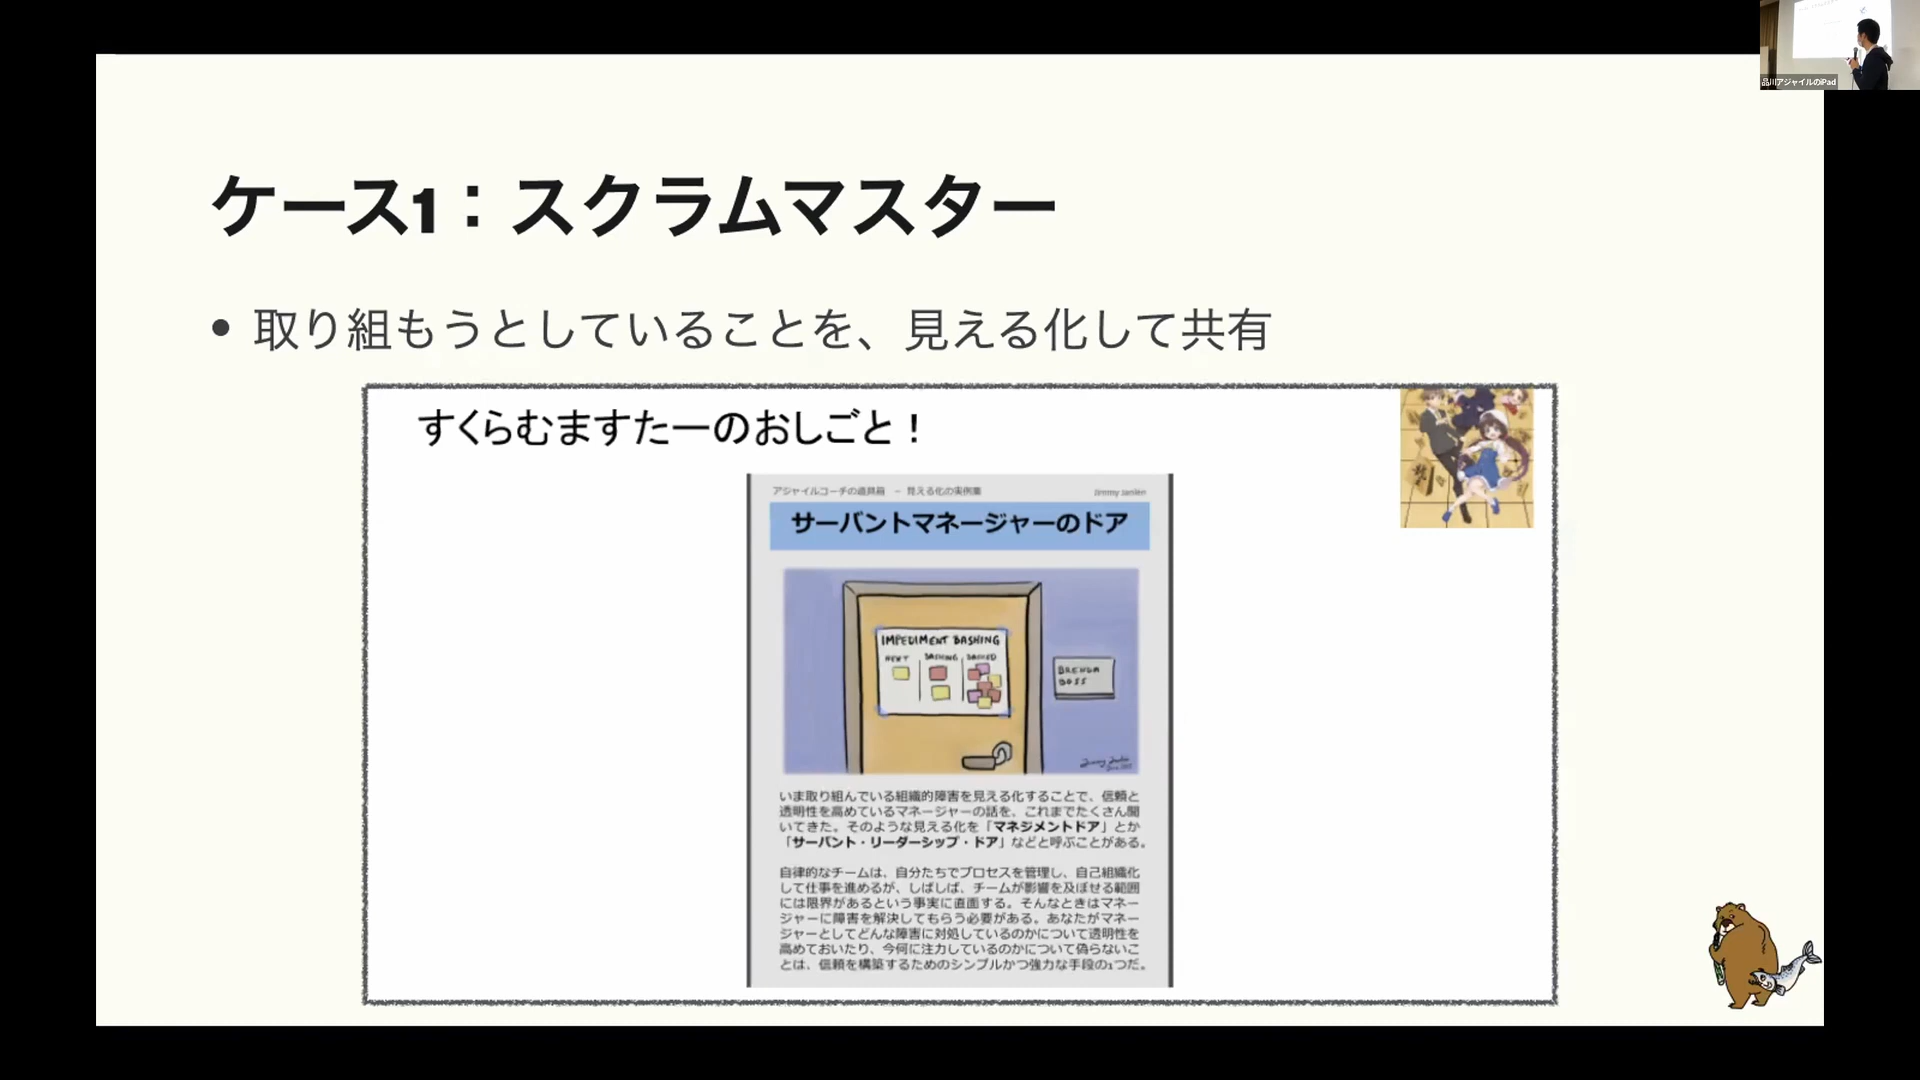 品川アジャイルのiPad
ケース1：スクラムマスター
• 取り組もうとしていることを、見える化して共有
すくらむますたーのおしごと！
アジャイルコーチの道具箱 – 見える化の実例集
Jimmy Janlén
サーバントマネージャーのドア
IMPEDIMENT BASHING
NEXT BASHING BASHED
BRENDA
BOSS
いま取り組んでいる組織的障害を見える化することで、信頼と
透明性を高めているマネージャーの話を、これまでたくさん聞
いてきた。そのような見える化を「マネジメントドア」とか
「サーバント・リーダーシップ・ドア」などと呼ぶことがある。
自律的なチームは、自分たちでプロセスを管理し、自己組織化
して仕事を進めるが、しばしば、チームが影響を及ぼせる範囲
には限界があるという事実に直面する。そんなときはマネー
ジャーに障害を解決してもらう必要がある。あなたがマネー
ジャーとしてどんな障害に対処しているのかについて透明性を
高めておいたり、今何に注力しているのかについて偽らないこ
とは、信頼を構築するためのシンプルかつ強力な手段の1つだ。